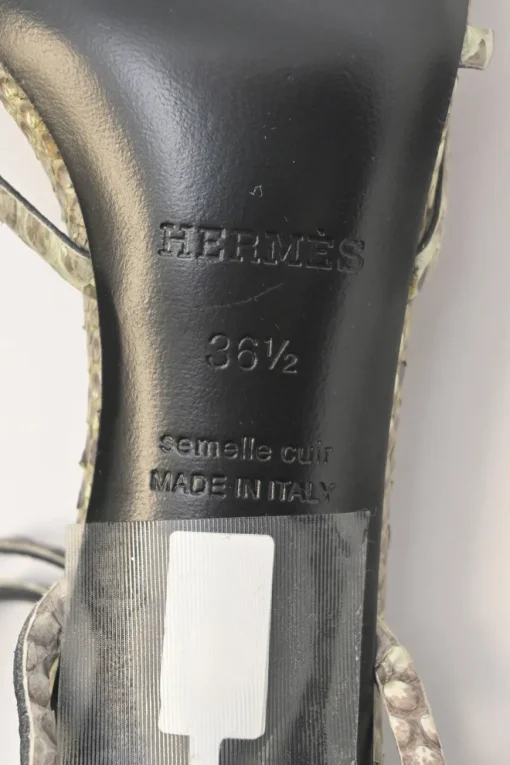 HERMÈS
36½
semelle cuir
MADE IN ITALY